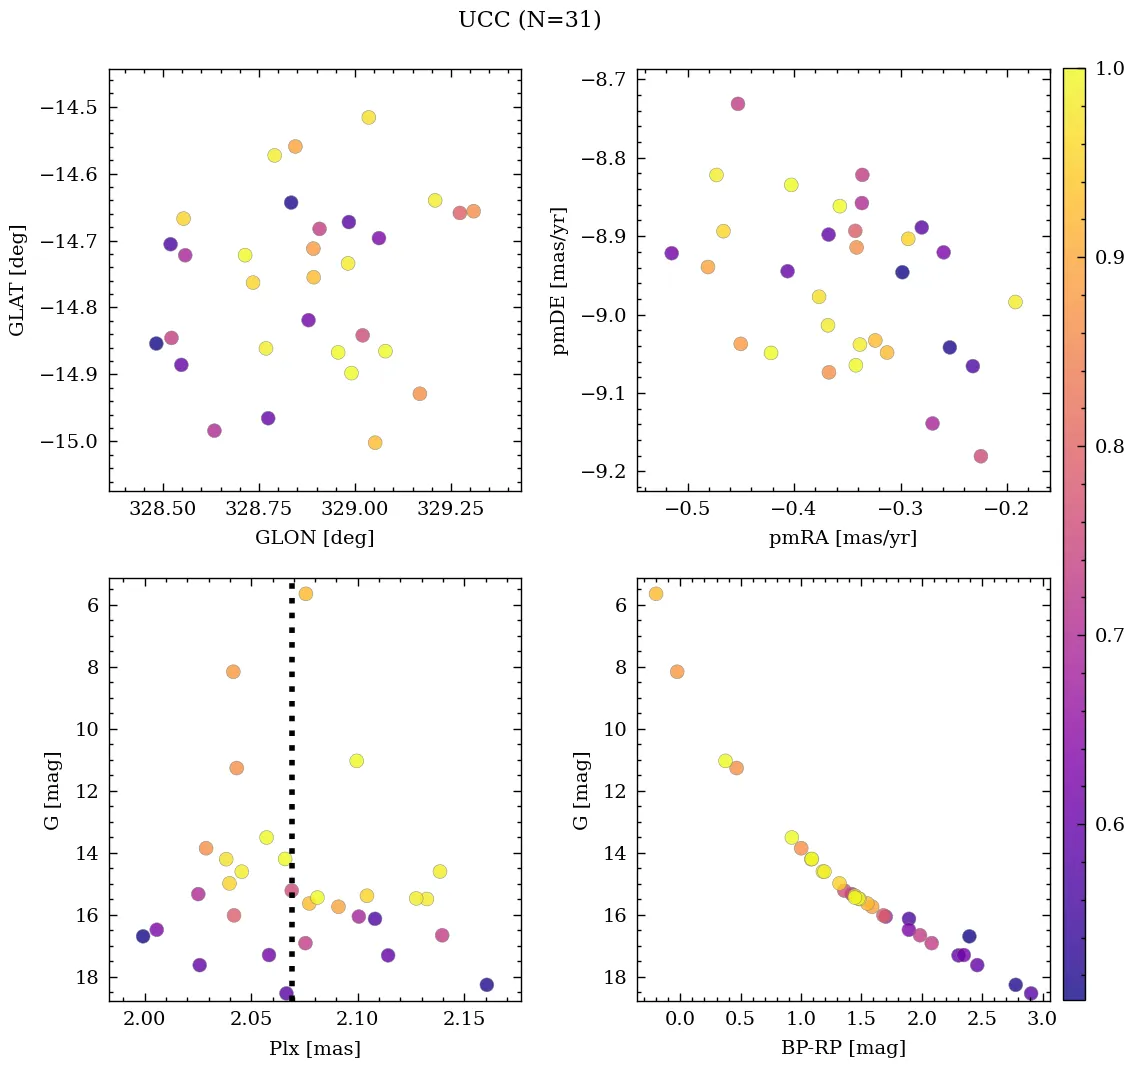 UCC (N=31)
−14.5
−14.6
−14.7
−14.8
−14.9
−15.0
GLAT [deg]
328.50 328.75 329.00 329.25
GLON [deg]
−8.7
−8.8
−8.9
−9.0
−9.1
−9.2
pmDE [mas/yr]
−0.5 −0.4 −0.3 −0.2
pmRA [mas/yr]
6
8
10
12
14
16
18
G [mag]
2.00 2.05 2.10 2.15
Plx [mas]
6
8
10
12
14
16
18
G [mag]
0.0 0.5 1.0 1.5 2.0 2.5 3.0
BP-RP [mag]
1.0
0.9
0.8
0.7
0.6